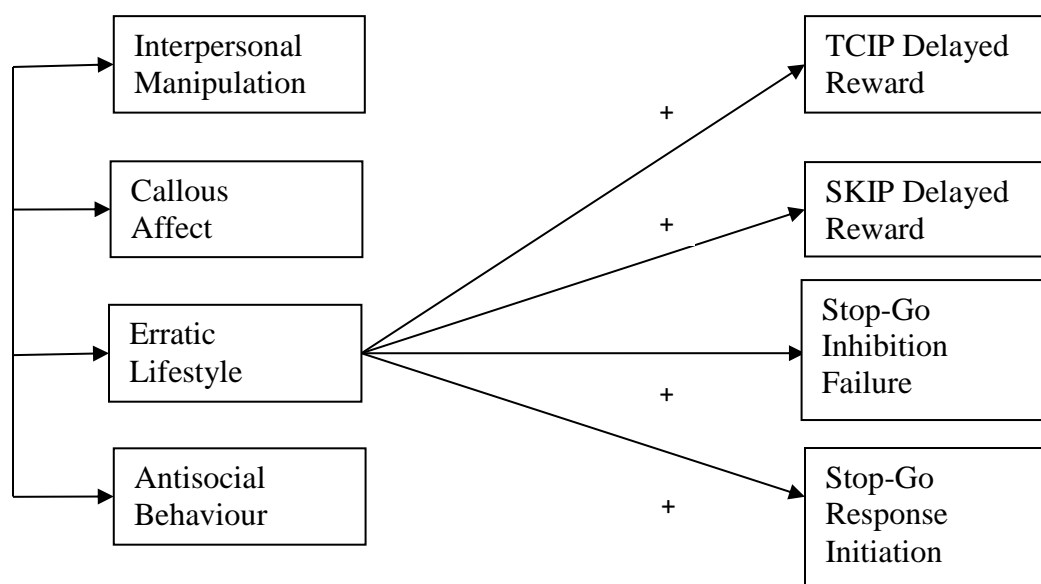 Interpersonal
Manipulation
Callous
Affect
Erratic
Lifestyle
Antisocial
Behaviour
+
+
+
+
TCIP Delayed
Reward
SKIP Delayed
Reward
Stop-Go
Inhibition
Failure
Stop-Go
Response
Initiation